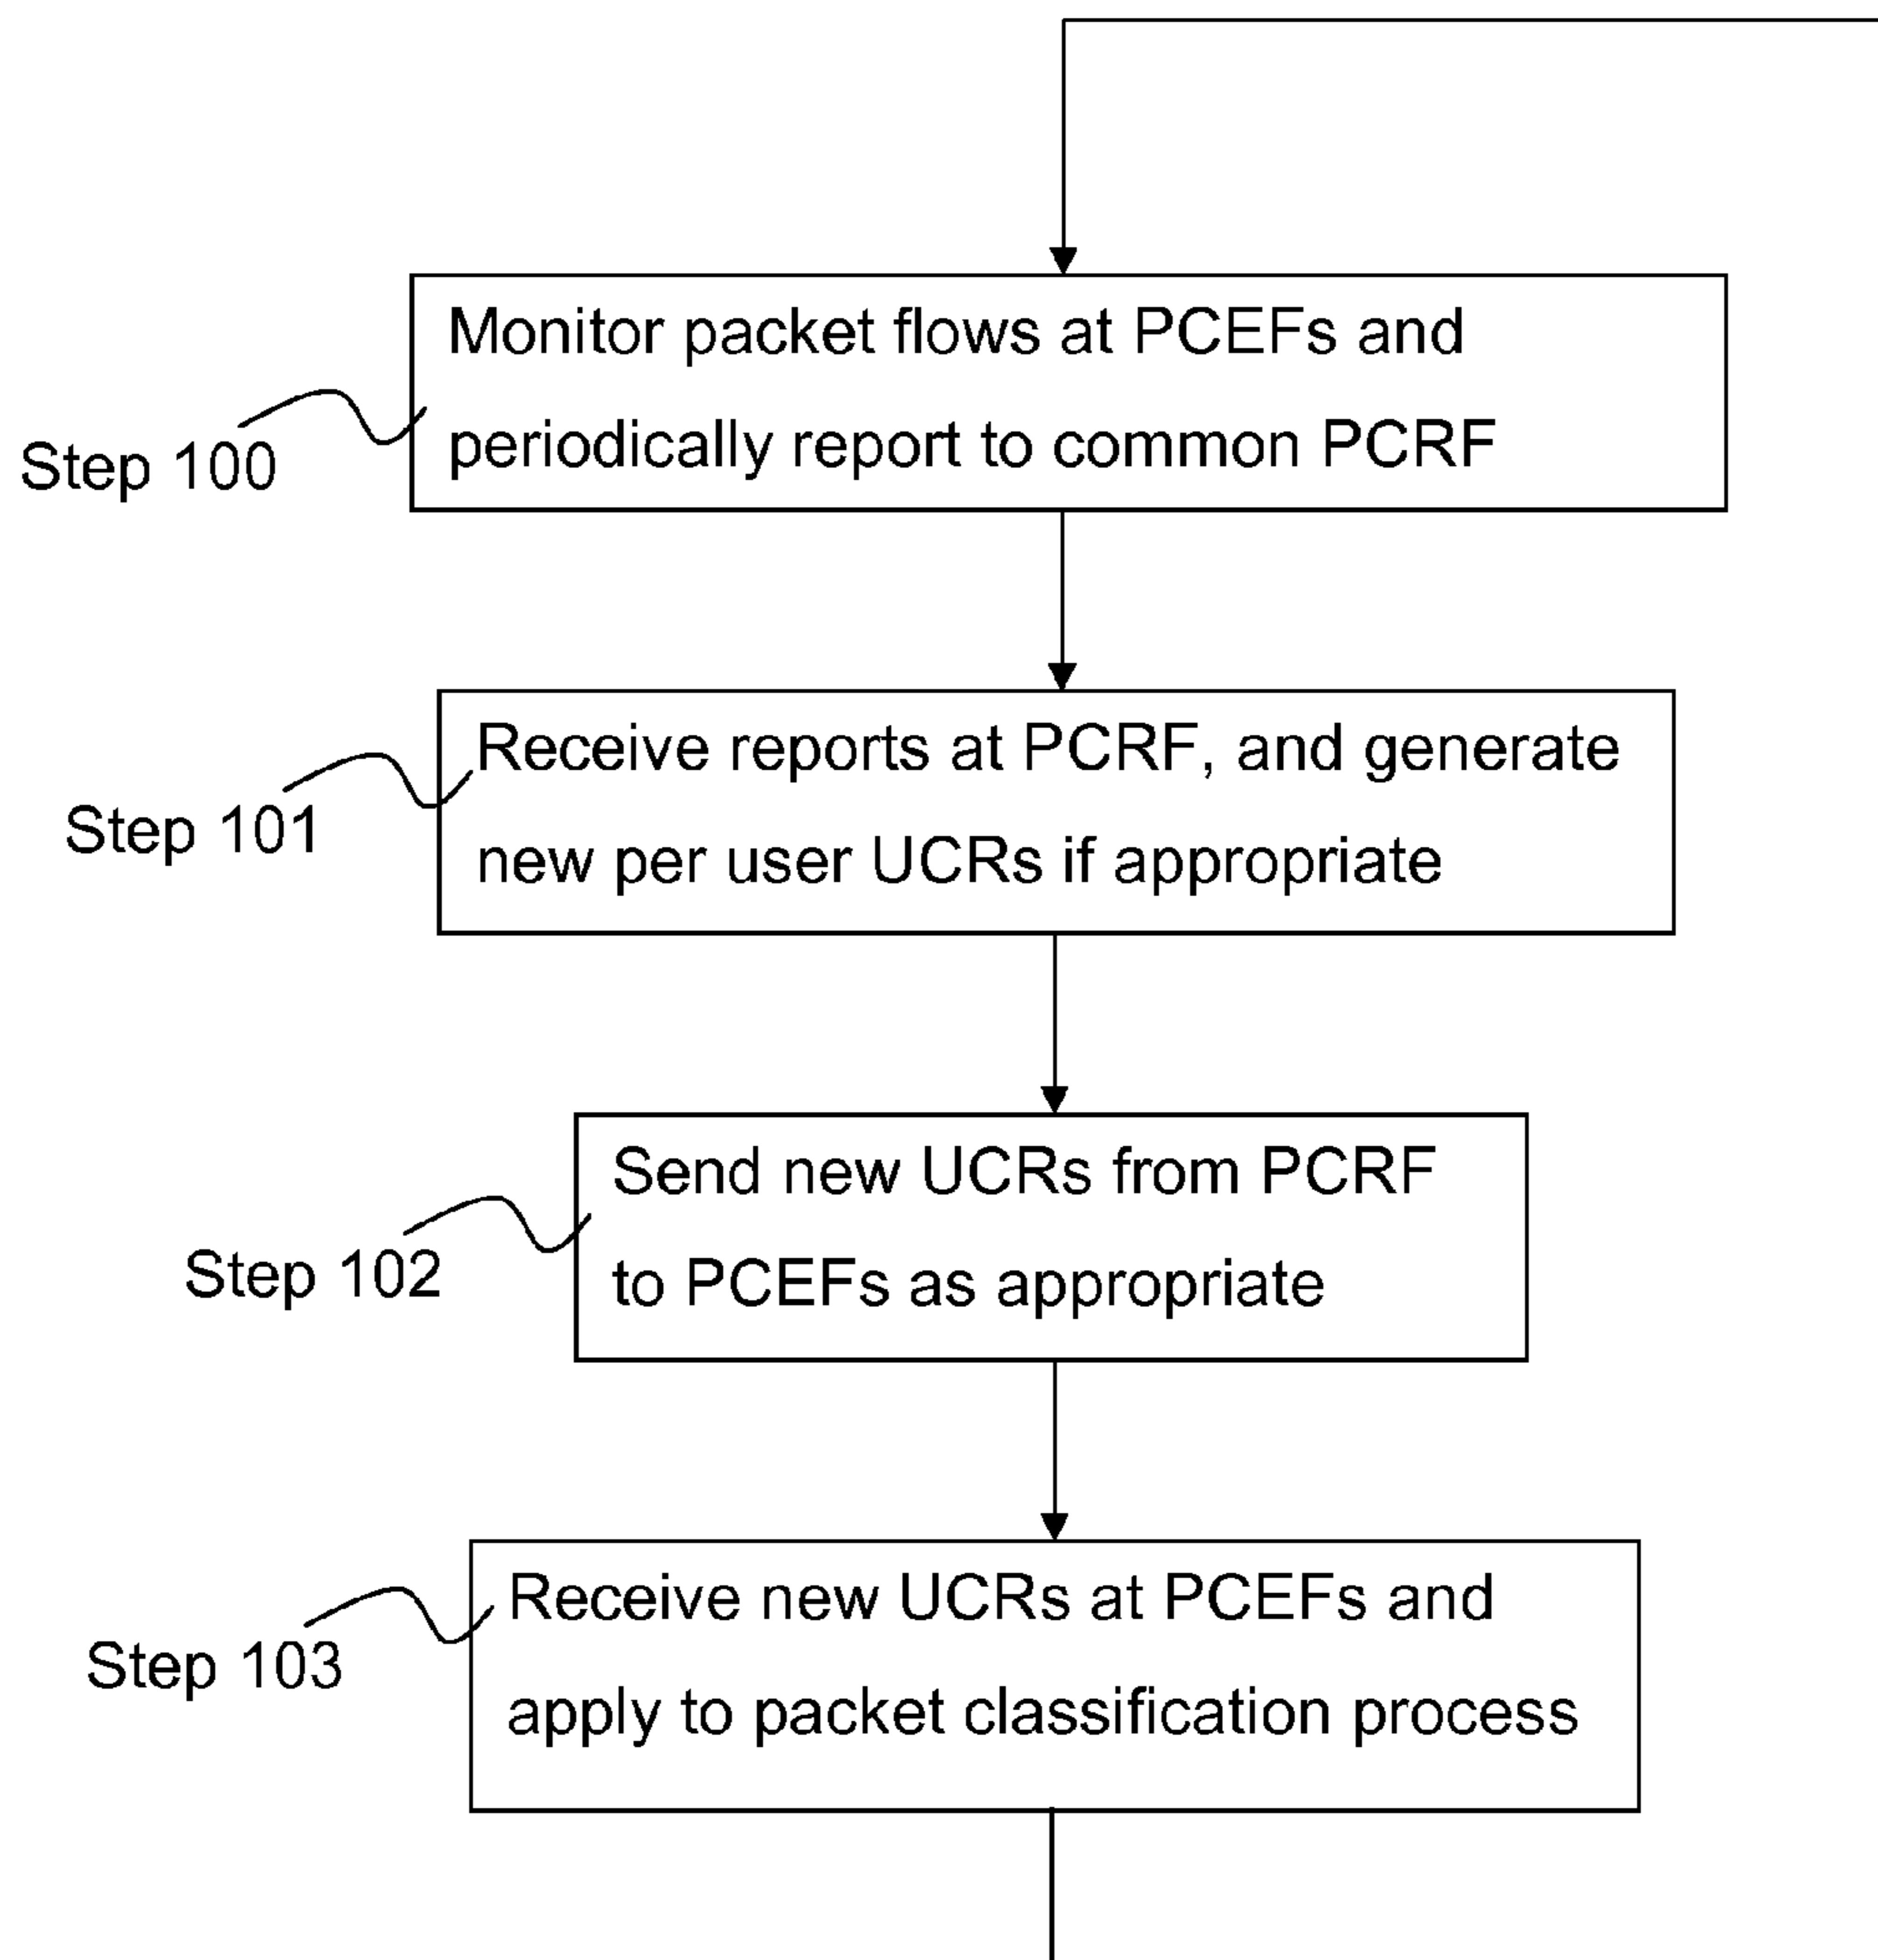 Monitor packet flows at PCEFs and
periodically report to common PCRF
Step 100
Receive reports at PCRF, and generate
new per user UCRs if appropriate
Step 101
Send new UCRs from PCRF
to PCEFs as appropriate
Step 102
Receive new UCRs at PCEFs and
apply to packet classification process
Step 103